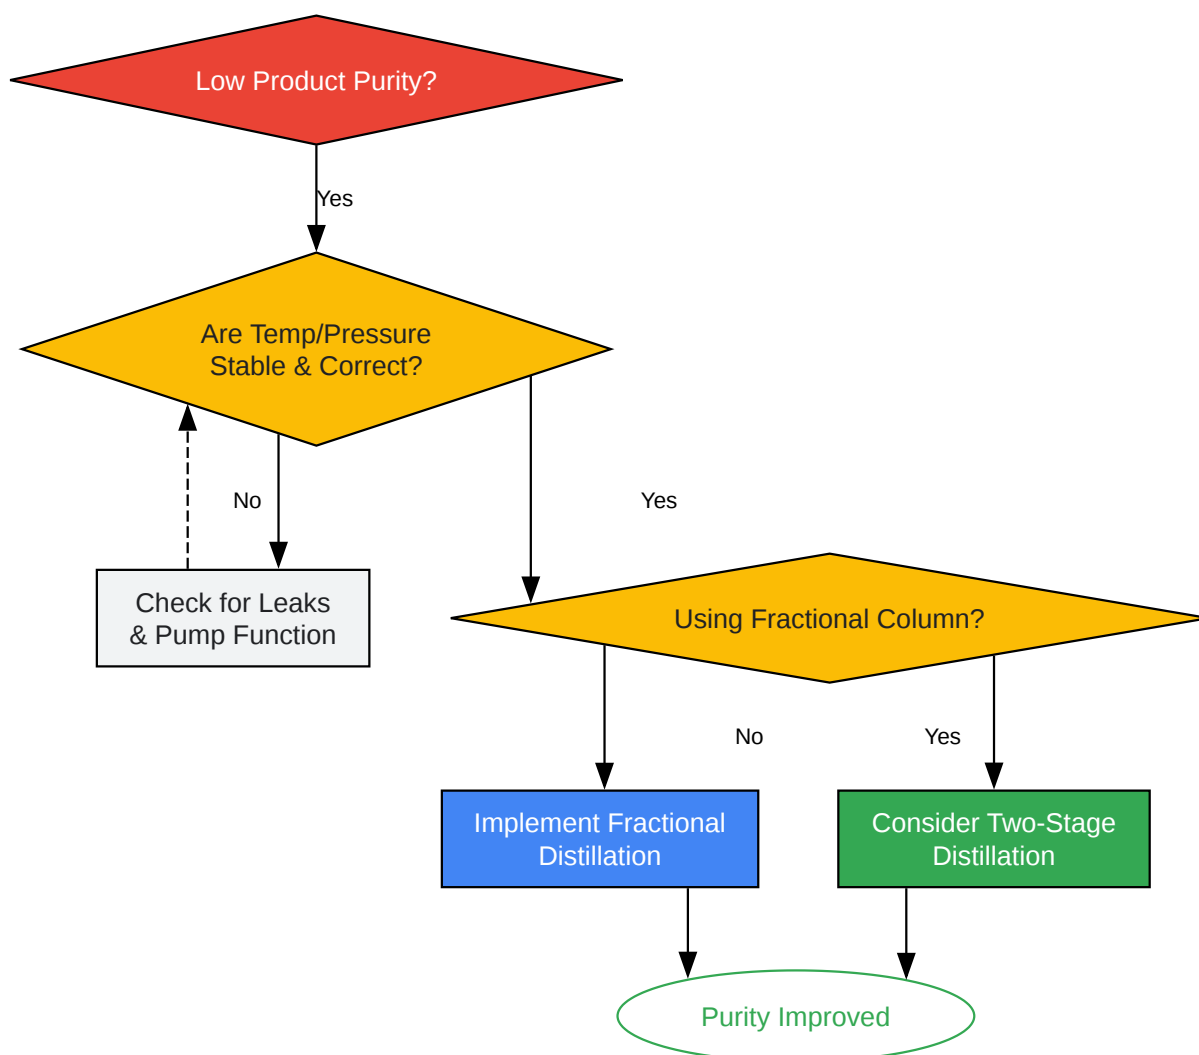 Low Product Purity?
Yes
Are Temp/Pressure
Stable & Correct?
No
Yes
Check for Leaks
& Pump Function
Using Fractional Column?
No
Yes
Implement Fractional
Distillation
Consider Two-Stage
Distillation
Purity Improved